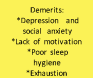 Demerits:
*Depression and
social anxiety
*Lack of motivation
*Poor sleep
hygiene
*Exhaustion